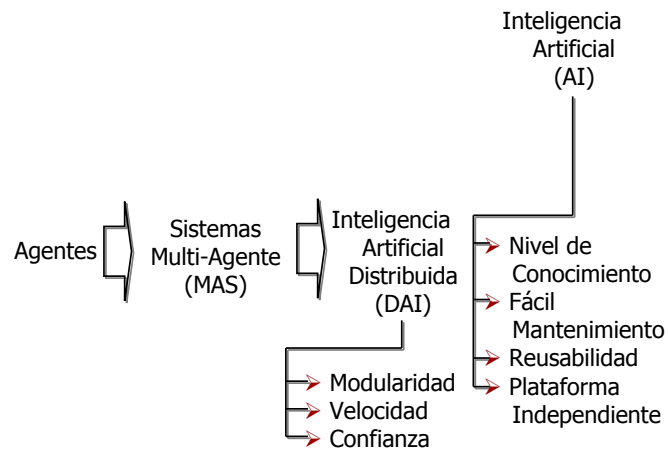 Inteligencia
Artificial
(AI)
Agentes
Sistemas
Multi-Agente
(MAS)
Inteligencia
Artificial
Distribuida
(DAI)
Modularidad
Velocidad
Confianza
Nivel de
Conocimiento
Fácil
Mantenimiento
Reusabilidad
Plataforma
Independiente